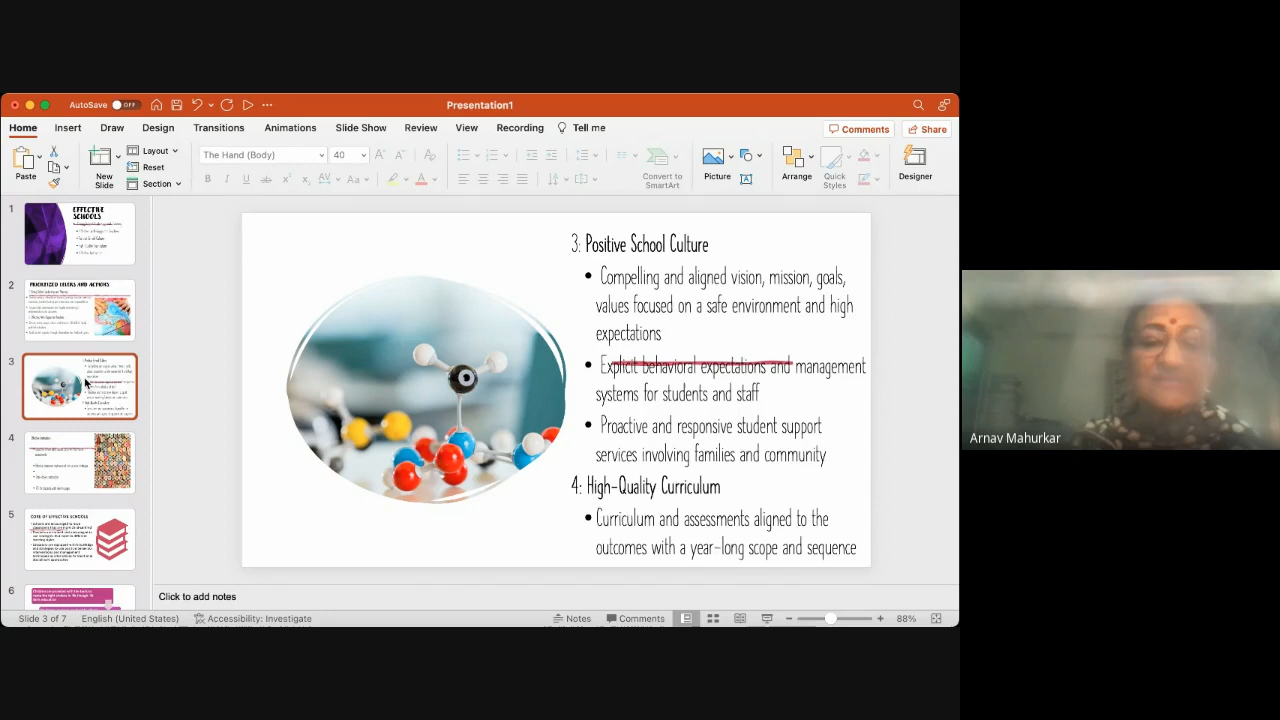 AutoSave OFF
Presentation1
Home Insert Draw Design Transitions Animations Slide Show Review View Recording Tell me
Comments Share
Paste
New Slide
Layout
Reset
Section
The Hand (Body) 40
Convert to SmartArt
Picture
Arrange
Quick Styles
Designer
1
EFFECTIVE
SCHOOLS
2
3
4
5
CORE OF EFFECTIVE SCHOOLS
6
3: Positive School Culture
• Compelling and aligned vision, mission, goals,
values focused on a safe environment and high
expectations
• Explicit behavioral expectations and management
systems for students and staff
• Proactive and responsive student support
services involving families and community
4: High-Quality Curriculum
• Curriculum and assessments aligned to the
outcomes with a year-long scope and sequence
Click to add notes
Slide 3 of 7 English (United States) Accessibility: Investigate Notes Comments 88%
Arnav Mahurkar